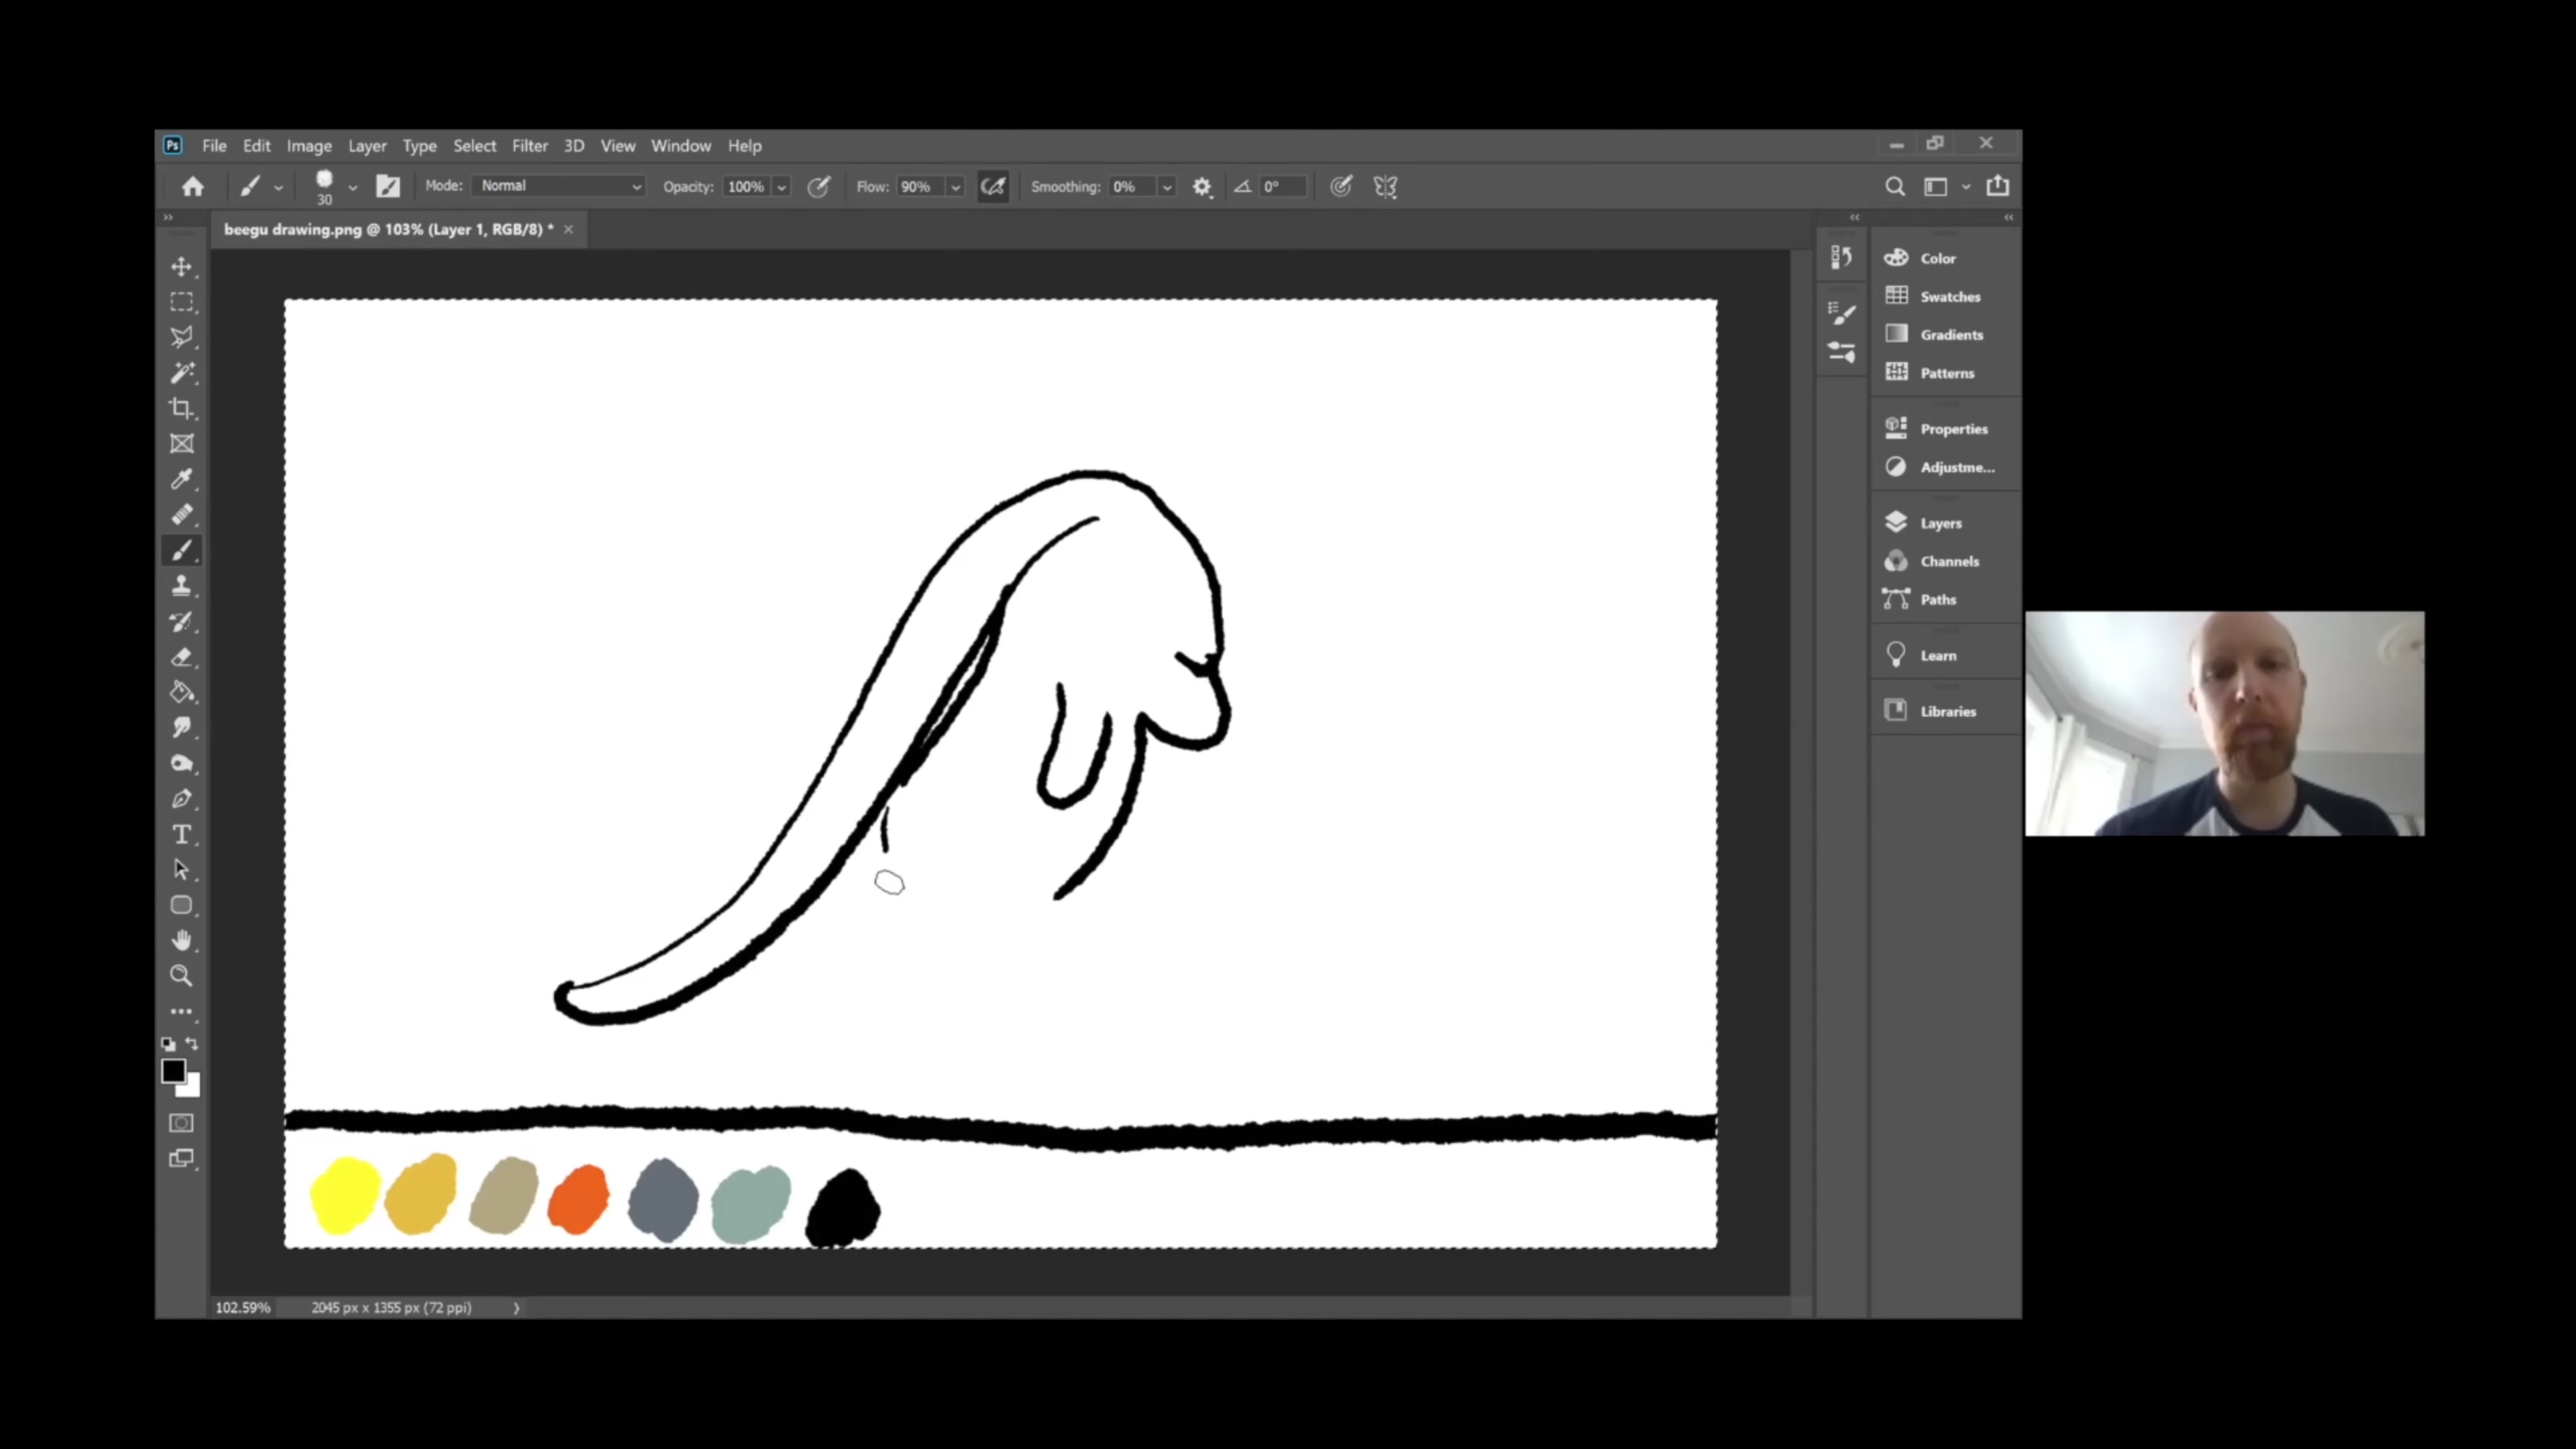 Ps File Edit Image Layer Type Select Filter 3D View Window Help
30 Mode: Normal Opacity: 100% Flow: 90% Smoothing: 0% 0°
beegu drawing.png @ 103% (Layer 1, RGB/8) *
Color
Swatches
Gradients
Patterns
Properties
Adjustme...
Layers
Channels
Paths
Learn
Libraries
102.59% 2045 px x 1355 px (72 ppi)